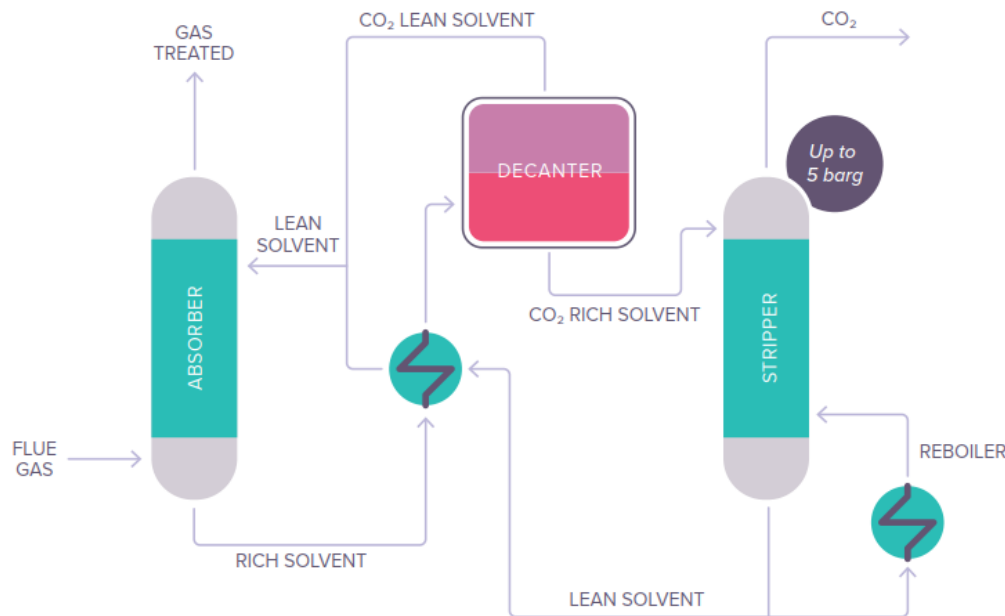 GAS
TREATED
CO₂ LEAN SOLVENT
CO₂
Up to
5 barg
DECANTER
LEAN
SOLVENT
CO₂ RICH SOLVENT
ABSORBER
STRIPPER
FLUE
GAS
REBOILER
RICH SOLVENT
LEAN SOLVENT